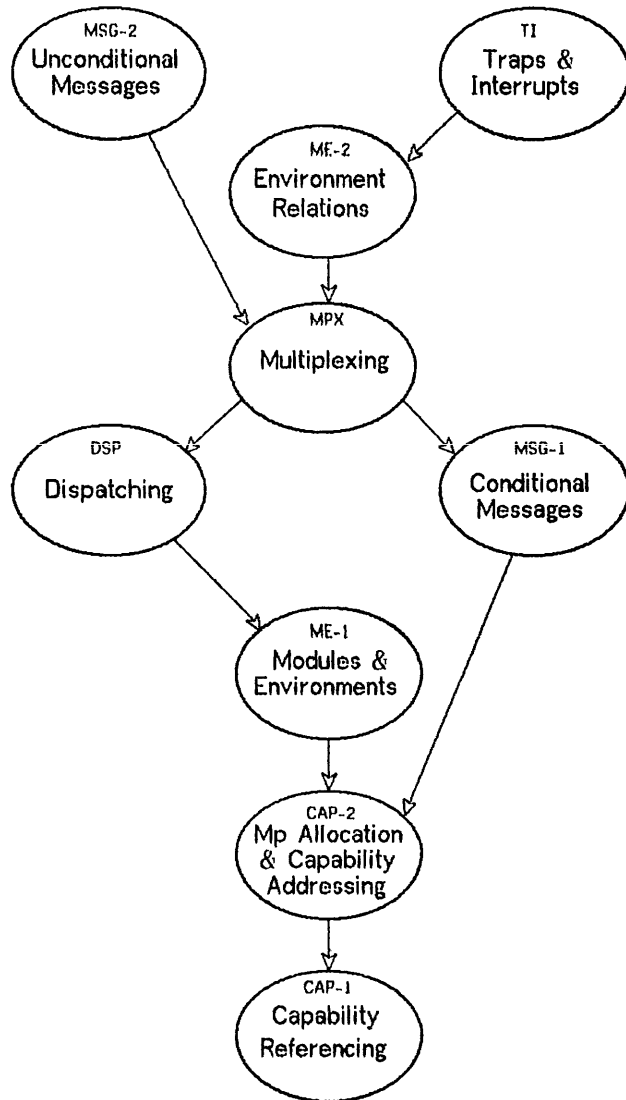 MSG-2
Unconditional
Messages
TI
Traps &
Interrupts
ME-2
Environment
Relations
MPX
Multiplexing
DSP
Dispatching
MSG-1
Conditional
Messages
ME-1
Modules &
Environments
CAP-2
Mp Allocation
& Capability
Addressing
CAP-1
Capability
Referencing